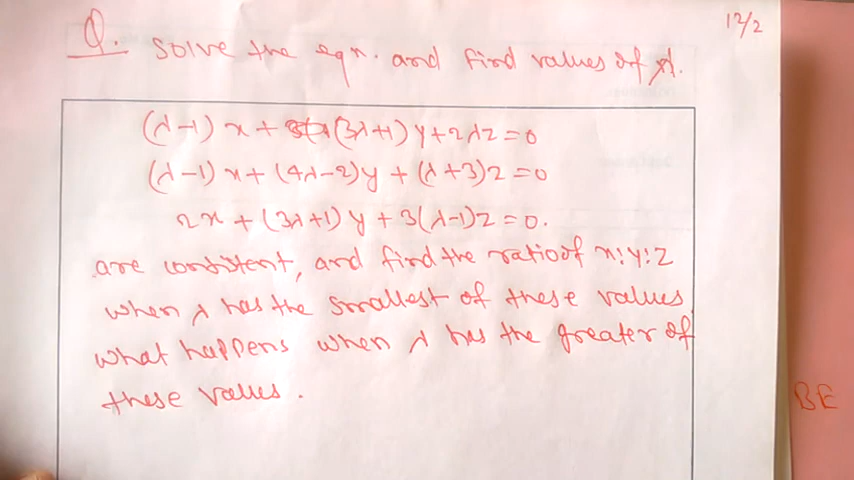 12/2
Q. Solve the eqn. and find values of λ.
(λ-1) x + (3λ+1) y + 2λz = 0
(λ-1) x + (4λ-2)y + (λ+3)z = 0
2x + (3λ+1) y + 3(λ-1)z = 0.
are consistent, and find the ratio of x:y:z
when λ has the smallest of these values
what happens when λ has the greater of
these values.
BE